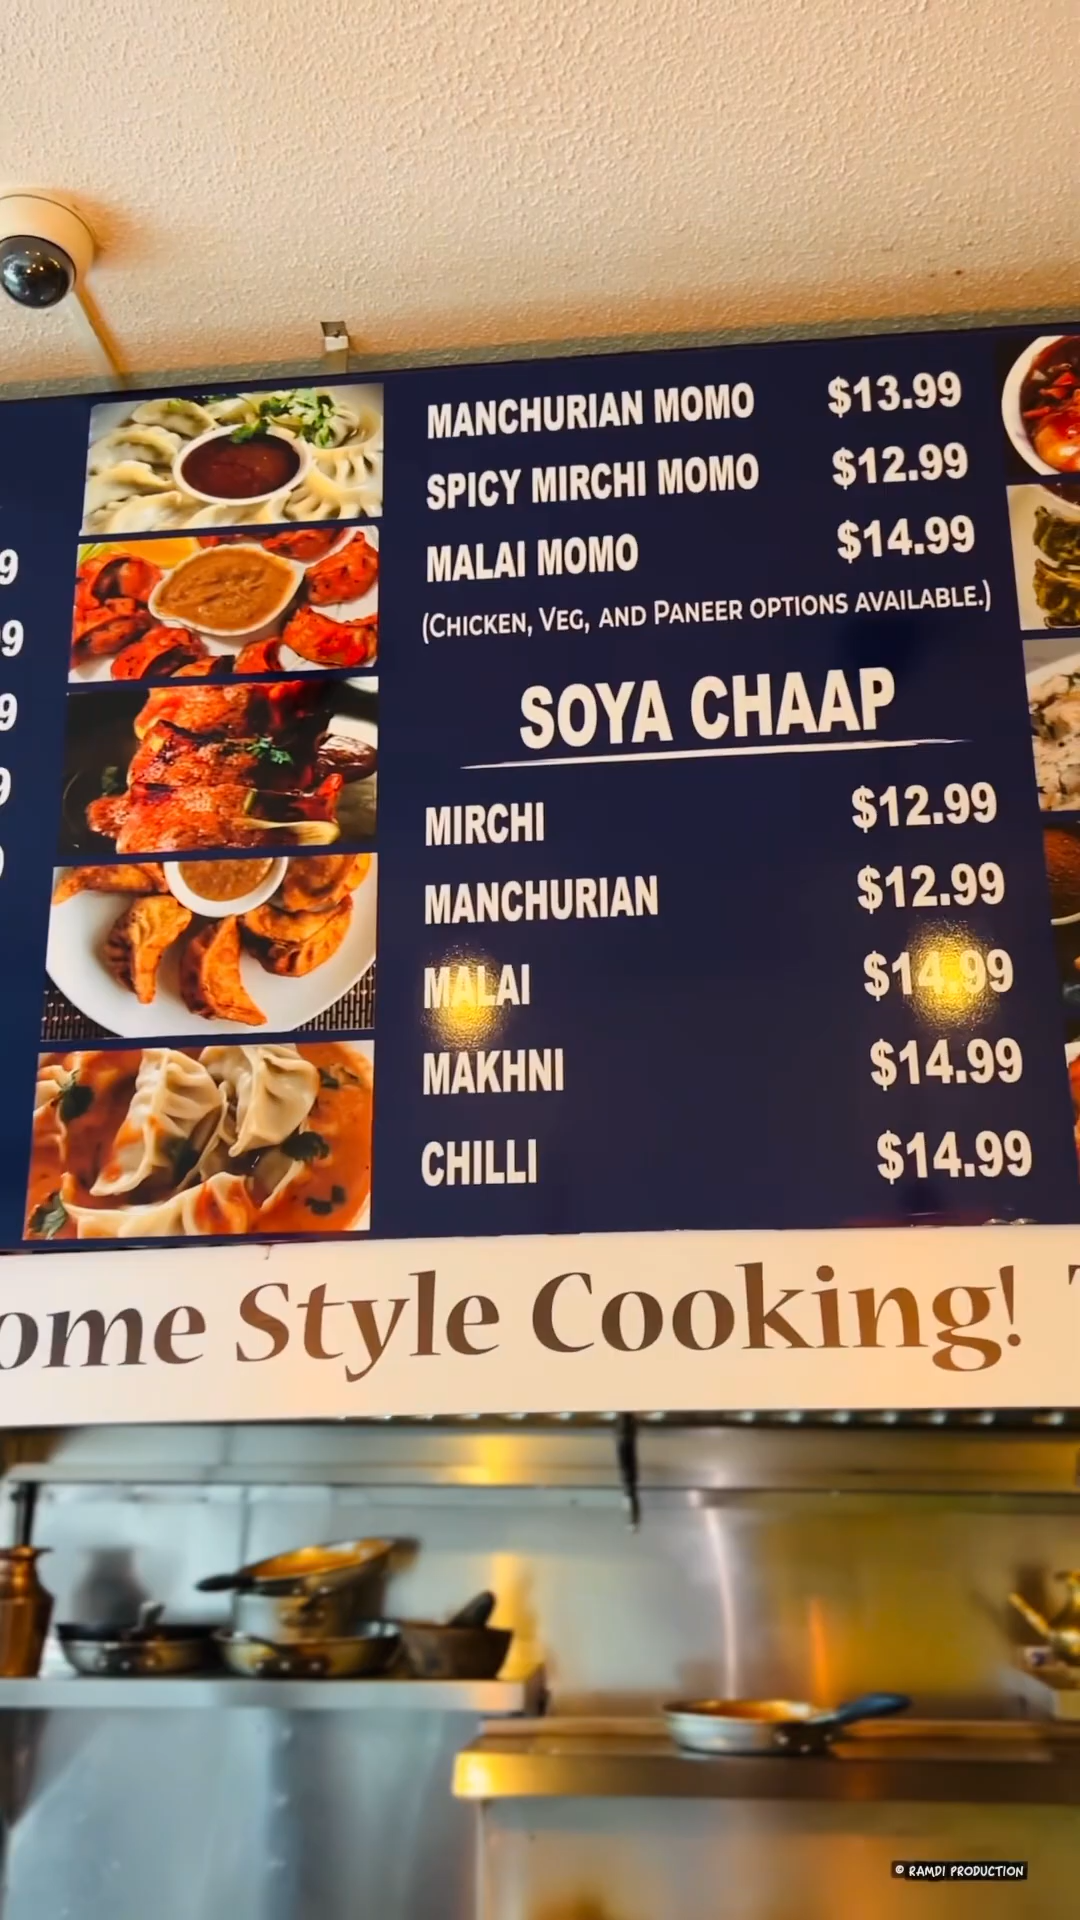 MANCHURIAN MOMO $13.99
SPICY MIRCHI MOMO $12.99
MALAI MOMO $14.99
(CHICKEN, VEG, AND PANEER OPTIONS AVAILABLE.)
SOYA CHAAP
MIRCHI $12.99
MANCHURIAN $12.99
MALAI $14.99
MAKHNI $14.99
CHILLI $14.99
ome Style Cooking!
© RAMDI PRODUCTION